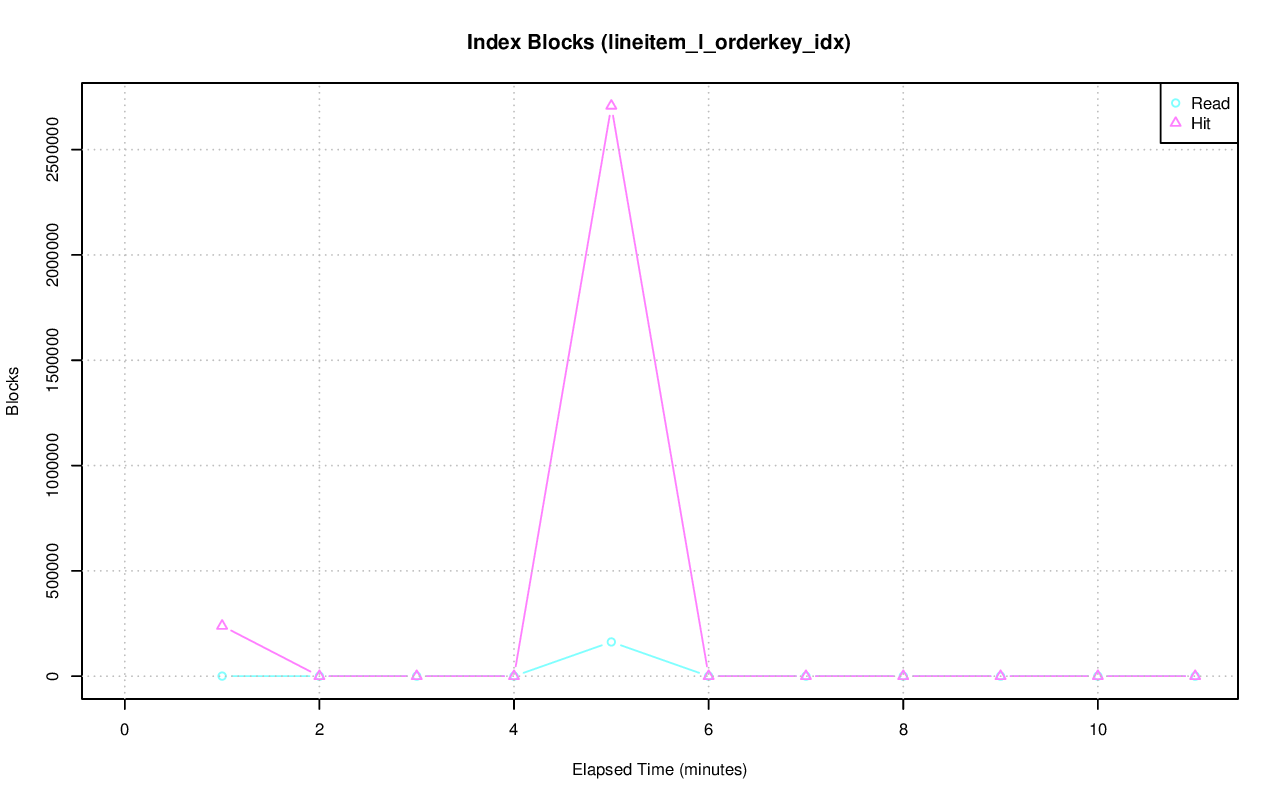 Index Blocks (lineitem_l_orderkey_idx)
Read
Hit
Blocks
2500000
2000000
1500000
1000000
500000
0
0 2 4 6 8 10
Elapsed Time (minutes)